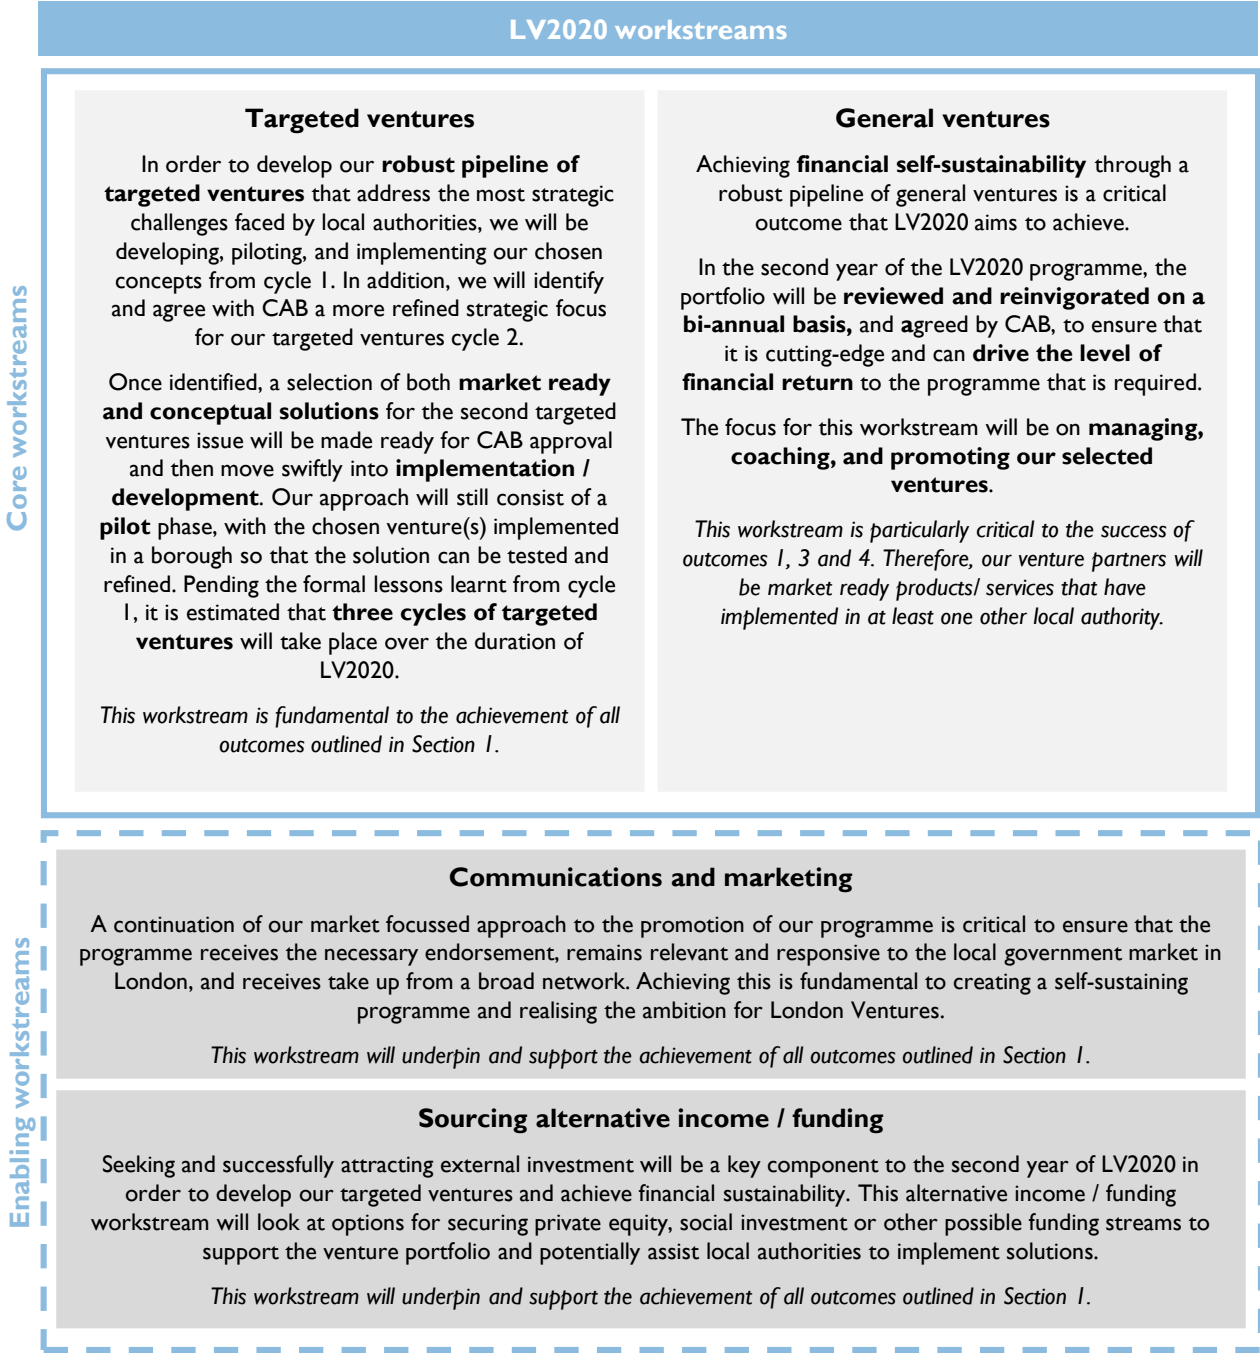 LV2020 workstreams
Core workstreams
Targeted ventures
In order to develop our robust pipeline of
targeted ventures that address the most strategic
challenges faced by local authorities, we will be
developing, piloting, and implementing our chosen
concepts from cycle 1. In addition, we will identify
and agree with CAB a more refined strategic focus
for our targeted ventures cycle 2.
Once identified, a selection of both market ready
and conceptual solutions for the second targeted
ventures issue will be made ready for CAB approval
and then move swiftly into implementation /
development. Our approach will still consist of a
pilot phase, with the chosen venture(s) implemented
in a borough so that the solution can be tested and
refined. Pending the formal lessons learnt from cycle
1, it is estimated that three cycles of targeted
ventures will take place over the duration of
LV2020.
This workstream is fundamental to the achievement of all
outcomes outlined in Section 1.
General ventures
Achieving financial self-sustainability through a
robust pipeline of general ventures is a critical
outcome that LV2020 aims to achieve.
In the second year of the LV2020 programme, the
portfolio will be reviewed and reinvigorated on a
bi-annual basis, and agreed by CAB, to ensure that
it is cutting-edge and can drive the level of
financial return to the programme that is required.
The focus for this workstream will be on managing,
coaching, and promoting our selected
ventures.
This workstream is particularly critical to the success of
outcomes 1, 3 and 4. Therefore, our venture partners will
be market ready products/ services that have
implemented in at least one other local authority.
Enabling workstreams
Communications and marketing
A continuation of our market focussed approach to the promotion of our programme is critical to ensure that the
programme receives the necessary endorsement, remains relevant and responsive to the local government market in
London, and receives take up from a broad network. Achieving this is fundamental to creating a self-sustaining
programme and realising the ambition for London Ventures.
This workstream will underpin and support the achievement of all outcomes outlined in Section 1.
Sourcing alternative income / funding
Seeking and successfully attracting external investment will be a key component to the second year of LV2020 in
order to develop our targeted ventures and achieve financial sustainability. This alternative income / funding
workstream will look at options for securing private equity, social investment or other possible funding streams to
support the venture portfolio and potentially assist local authorities to implement solutions.
This workstream will underpin and support the achievement of all outcomes outlined in Section 1.